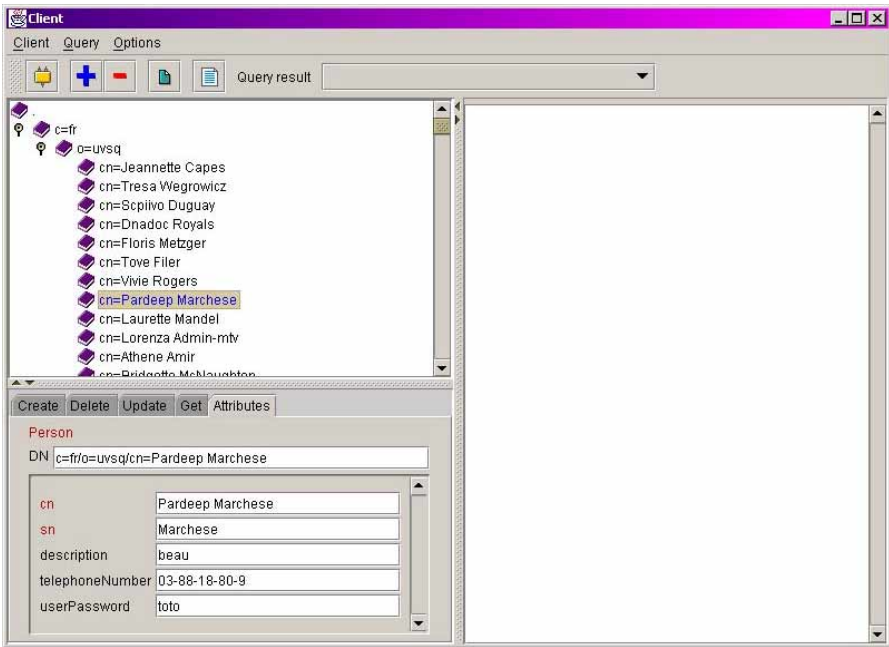 Client
Client Query Options
Query result
.
c=fr
o=uvsq
cn=Jeannette Capes
cn=Tresa Wegrowicz
cn=Scpiivo Duguay
cn=Dnadoc Royals
cn=Floris Metzger
cn=Tove Filer
cn=Vivie Rogers
cn=Pardeep Marchese
cn=Laurette Mandel
cn=Lorenza Admin-mtv
cn=Athene Amir
cn=Bridgette McNaughton
Create Delete Update Get Attributes
Person
DN c=fr/o=uvsq/cn=Pardeep Marchese
cn Pardeep Marchese
sn Marchese
description beau
telephoneNumber 03-88-18-80-9
userPassword toto